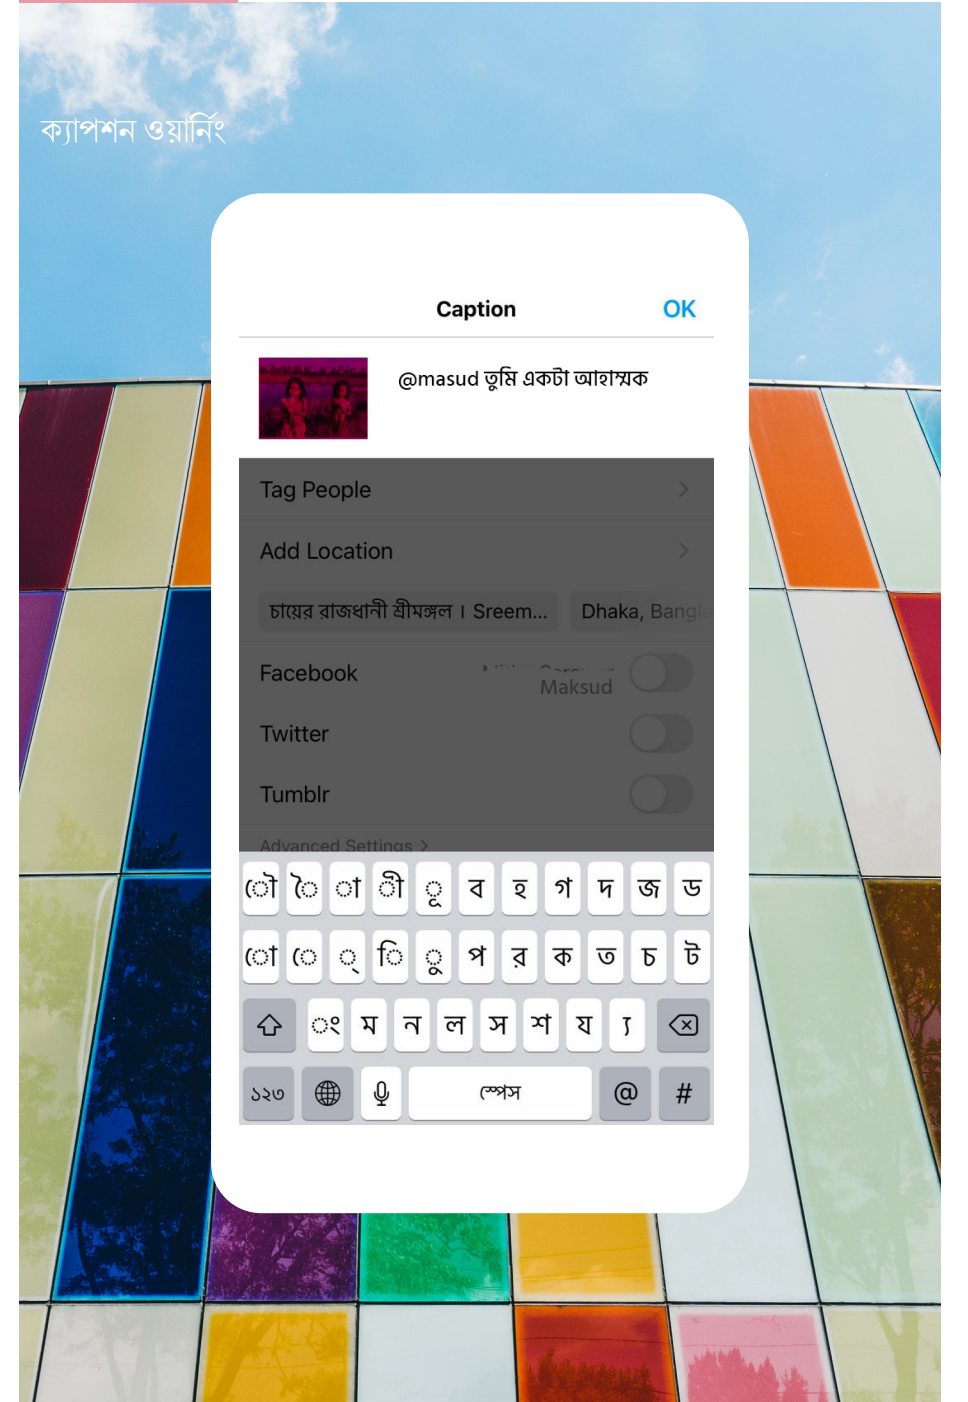 ক্যাপশন ওয়ার্নিং
Caption OK
@masud তুমি একটা আহাম্মক
Tag People
Add Location
চায়ের রাজধানী শ্রীমঙ্গল । Sreem... Dhaka, Bangl
Facebook
Maksud
Twitter
Tumblr
Advanced Settings >
ৌ ৈ া ী ূ ব হ গ দ জ ড
ো ে ্ ি ু প র ক ত চ ট
ং ম ন ল স শ য ্য
১২৩ স্পেস @ #